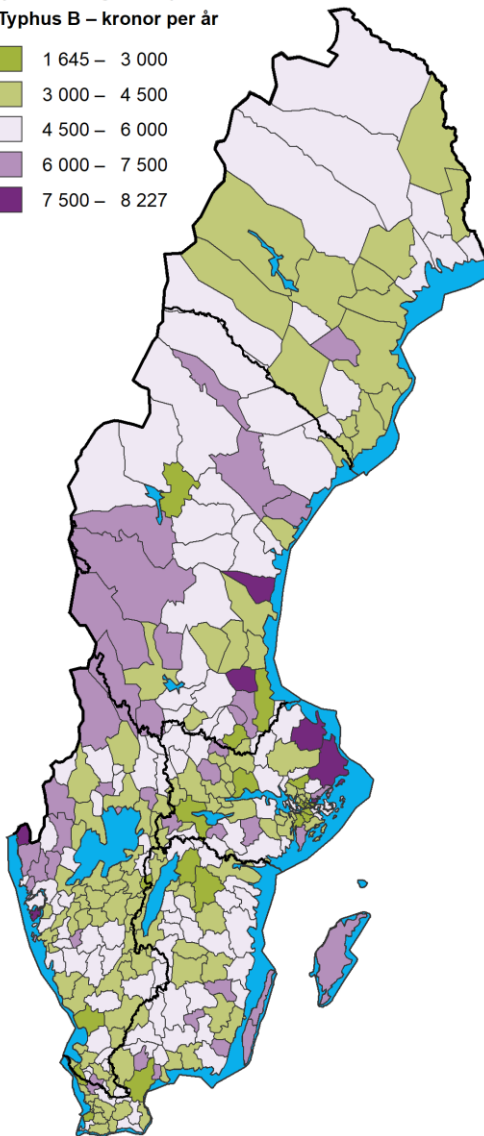 Typhus B – kronor per år
1 645 – 3 000
3 000 – 4 500
4 500 – 6 000
6 000 – 7 500
7 500 – 8 227